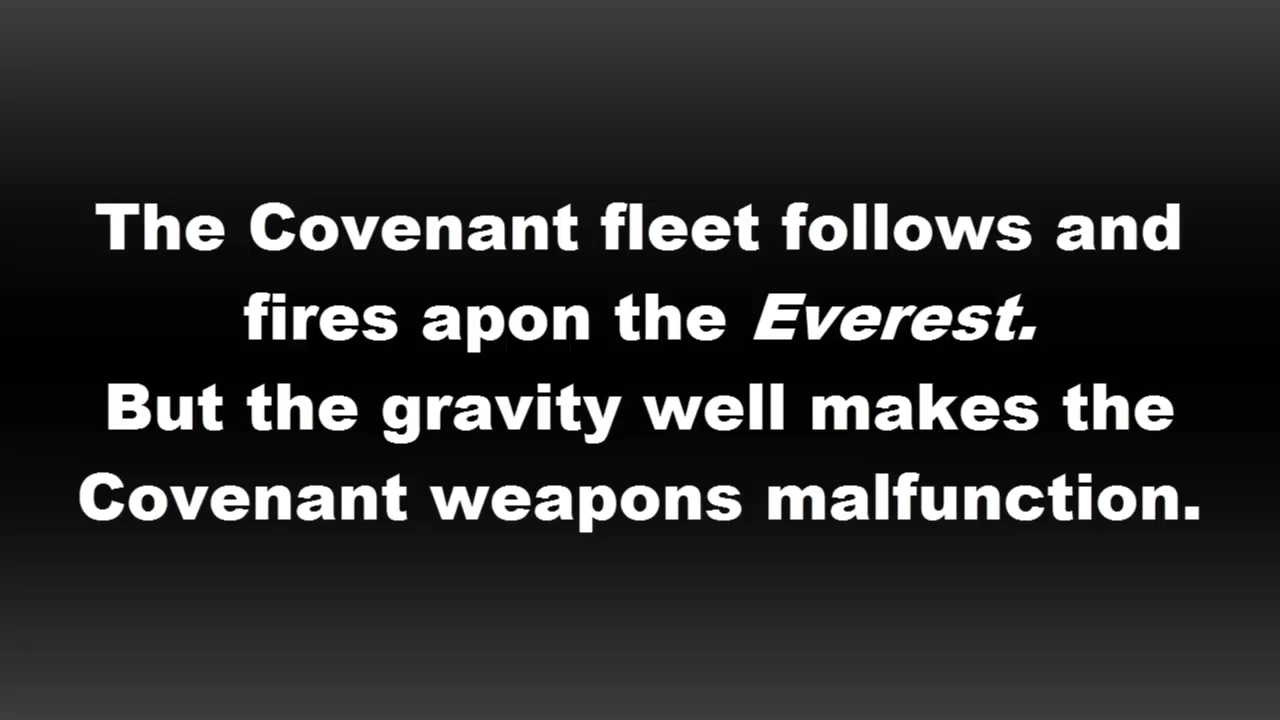 The Covenant fleet follows and
fires apon the Everest.
But the gravity well makes the
Covenant weapons malfunction.